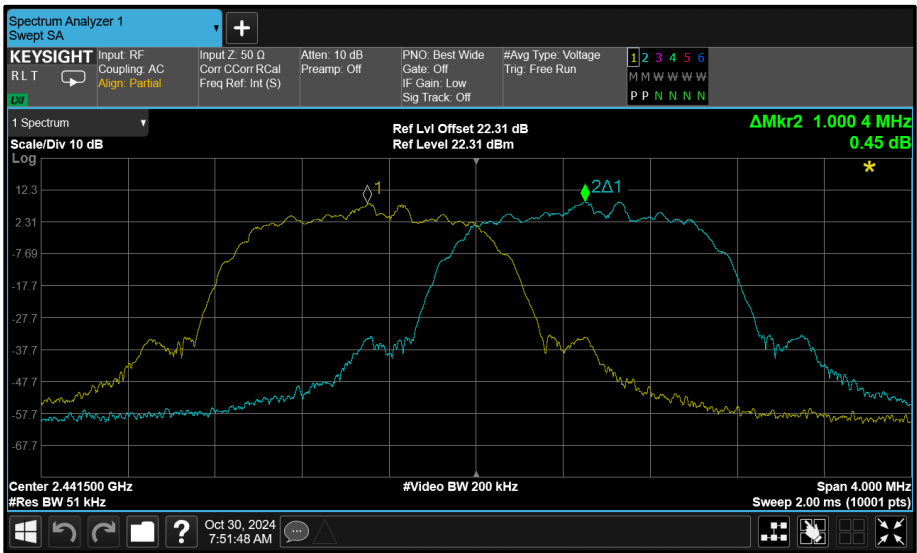 Spectrum Analyzer 1
Swept SA
+
KEYSIGHT Input: RF Input Z: 50 Ω Atten: 10 dB PNO: Best Wide #Avg Type: Voltage 1 2 3 4 5 6
RLT Coupling: AC Corr CCorr RCal Preamp: Off Gate: Off Trig: Free Run M M W W W W
Align: Partial Freq Ref: Int (S) IF Gain: Low
LXI Sig Track: Off P P N N N N
1 Spectrum
Ref Lvl Offset 22.31 dB ΔMkr2 1.000 4 MHz
Scale/Div 10 dB Ref Level 22.31 dBm 0.45 dB
Log
*
1 2Δ1
12.3
2.31
-7.69
-17.7
-27.7
-37.7
-47.7
-57.7
-67.7
Center 2.441500 GHz #Video BW 200 kHz Span 4.000 MHz
#Res BW 51 kHz Sweep 2.00 ms (10001 pts)
? Oct 30, 2024
7:51:48 AM